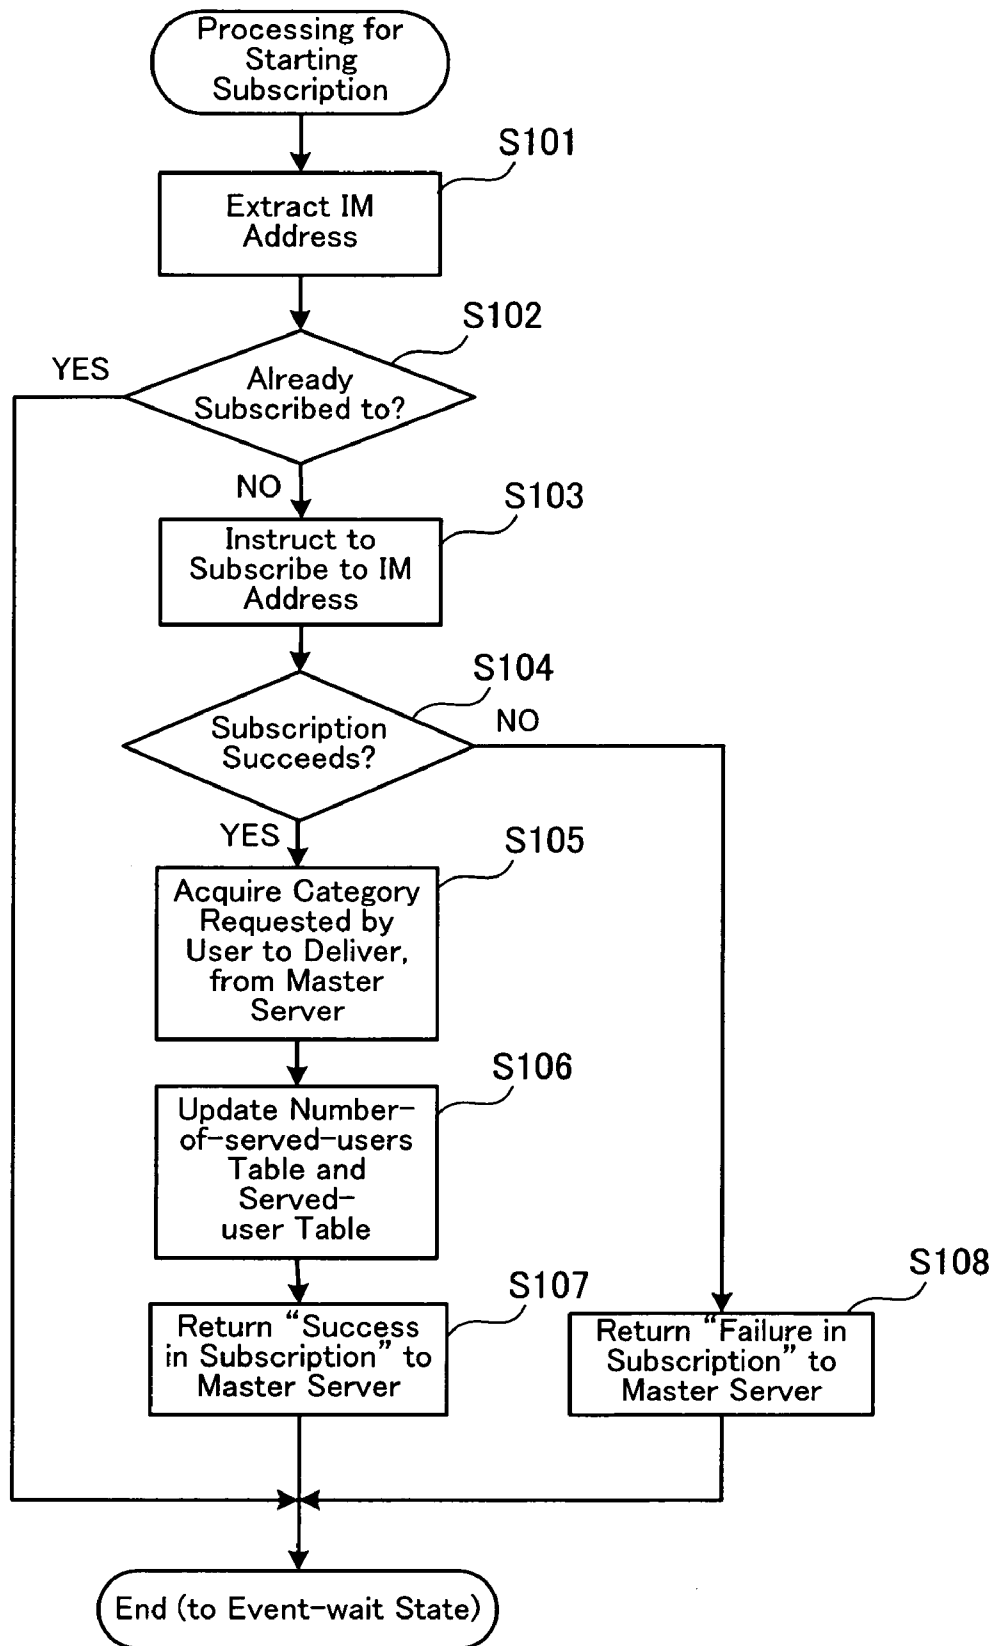 Processing for
Starting
Subscription
S101
Extract IM
Address
S102
YES
Already
Subscribed to?
NO
S103
Instruct to
Subscribe to IM
Address
S104
NO
Subscription
Succeeds?
YES
S105
Acquire Category
Requested by
User to Deliver,
from Master
Server
S106
Update Number-
of-served-users
Table and
Served-
user Table
S107
Return “Success
in Subscription” to
Master Server
S108
Return “Failure in
Subscription” to
Master Server
End (to Event-wait State)